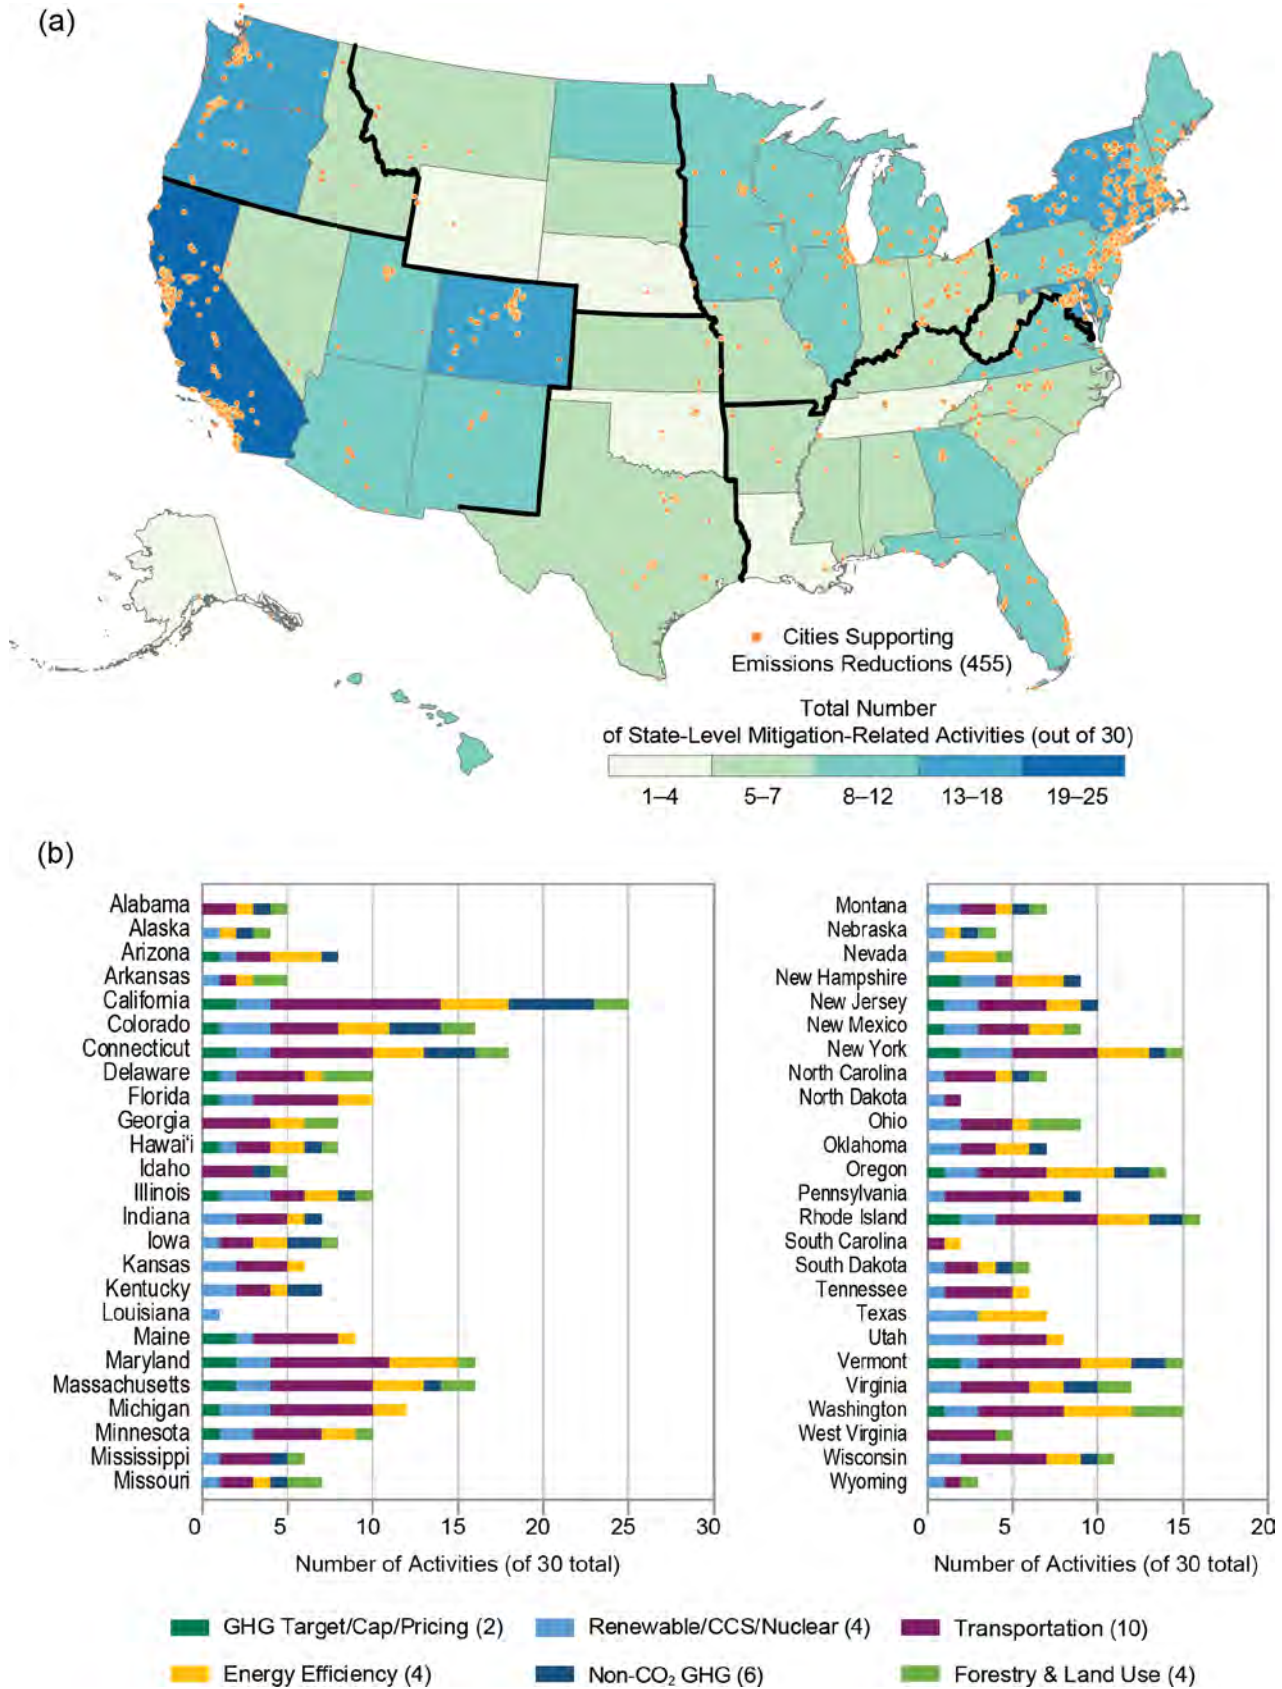 (a)
Cities Supporting
Emissions Reductions (455)
Total Number
of State-Level Mitigation-Related Activities (out of 30)
1–4 5–7 8–12 13–18 19–25
(b)
Alabama
Alaska
Arizona
Arkansas
California
Colorado
Connecticut
Delaware
Florida
Georgia
Hawai‘i
Idaho
Illinois
Indiana
Iowa
Kansas
Kentucky
Louisiana
Maine
Maryland
Massachusetts
Michigan
Minnesota
Mississippi
Missouri
0 5 10 15 20 25 30
Number of Activities (of 30 total)
Montana
Nebraska
Nevada
New Hampshire
New Jersey
New Mexico
New York
North Carolina
North Dakota
Ohio
Oklahoma
Oregon
Pennsylvania
Rhode Island
South Carolina
South Dakota
Tennessee
Texas
Utah
Vermont
Virginia
Washington
West Virginia
Wisconsin
Wyoming
0 5 10 15 20
Number of Activities (of 30 total)
GHG Target/Cap/Pricing (2) Renewable/CCS/Nuclear (4) Transportation (10)
Energy Efficiency (4) Non-CO₂ GHG (6) Forestry & Land Use (4)